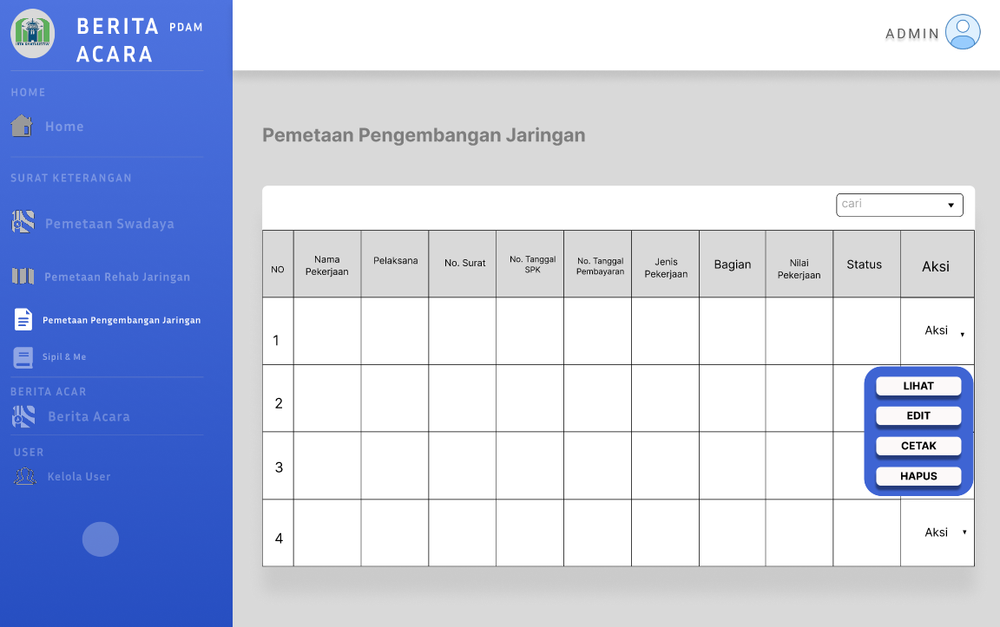 BERITA PDAM
ACARA
ADMIN
HOME
Home
SURAT KETERANGAN
Pemetaan Swadaya
Pemetaan Rehab Jaringan
Pemetaan Pengembangan Jaringan
Sipil & Me
BERITA ACAR
Berita Acara
USER
Kelola User
Pemetaan Pengembangan Jaringan
cari
NO
Nama
Pekerjaan
Pelaksana
No. Surat
No. Tanggal
SPK
No. Tanggal
Pembayaran
Jenis
Pekerjaan
Bagian
Nilai
Pekerjaan
Status
Aksi
1
Aksi
2
LIHAT
EDIT
3
CETAK
HAPUS
4
Aksi